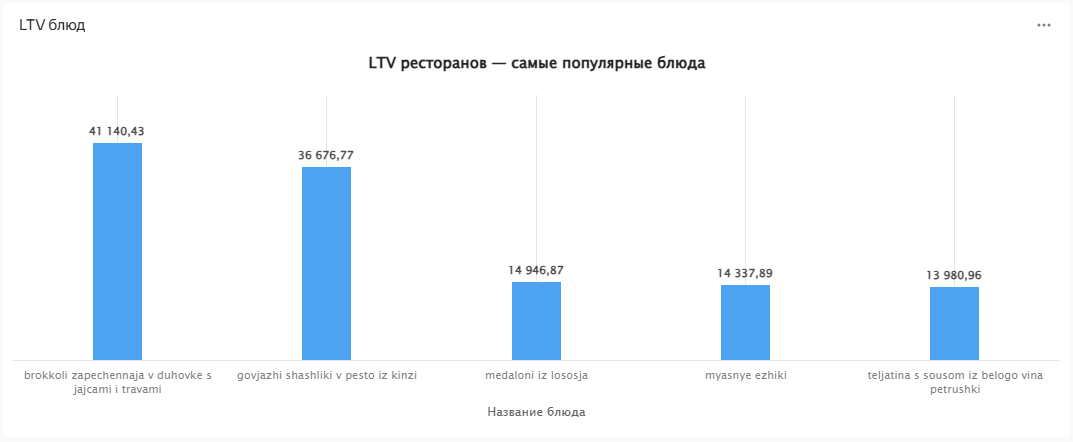 LTV блюд
LTV ресторанов — самые популярные блюда
41 140,43
36 676,77
14 946,87
14 337,89
13 980,96
brokkoli zapechennaja v duhovke s
jajcami i travami
govjazhi shashliki v pesto iz kinzi
medaloni iz lososja
myasnye ezhiki
teljatina s sousom iz belogo vina
petrushki
Название блюда